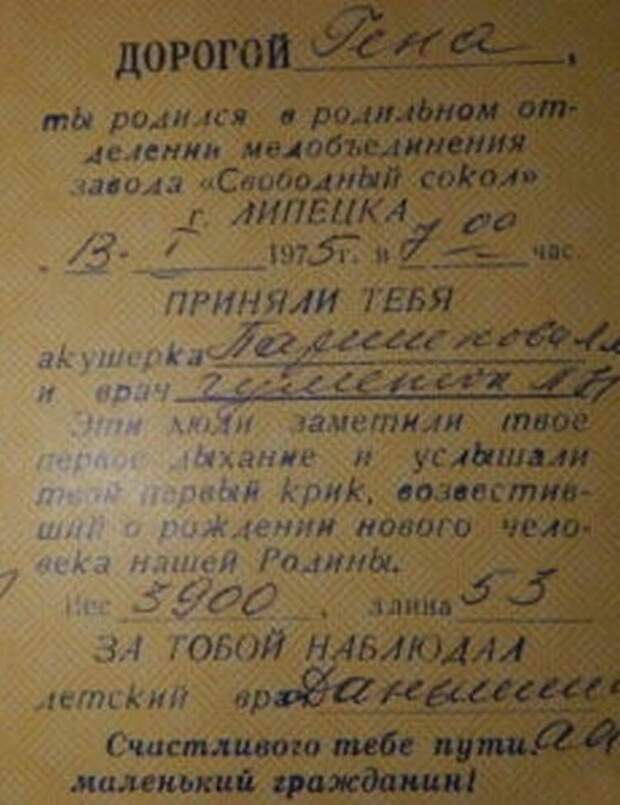 ДОРОГОЙ Гена,
ты родился в родильном от-
делении медобъединения
завода «Свободный сокол»
г. ЛИПЕЦКА
13. I 1975г. в 7 00 час.
ПРИНЯЛИ ТЕБЯ
акушерка
и врач
Эти люди заметили твое
первое дыхание и услышали
твой первый крик, возвестив-
ший о рождении нового чело-
века нашей Родины.
Вес 3900, длина 53
ЗА ТОБОЙ НАБЛЮДАЛ
детский врач
Счастливого тебе пути,
маленький гражданин!